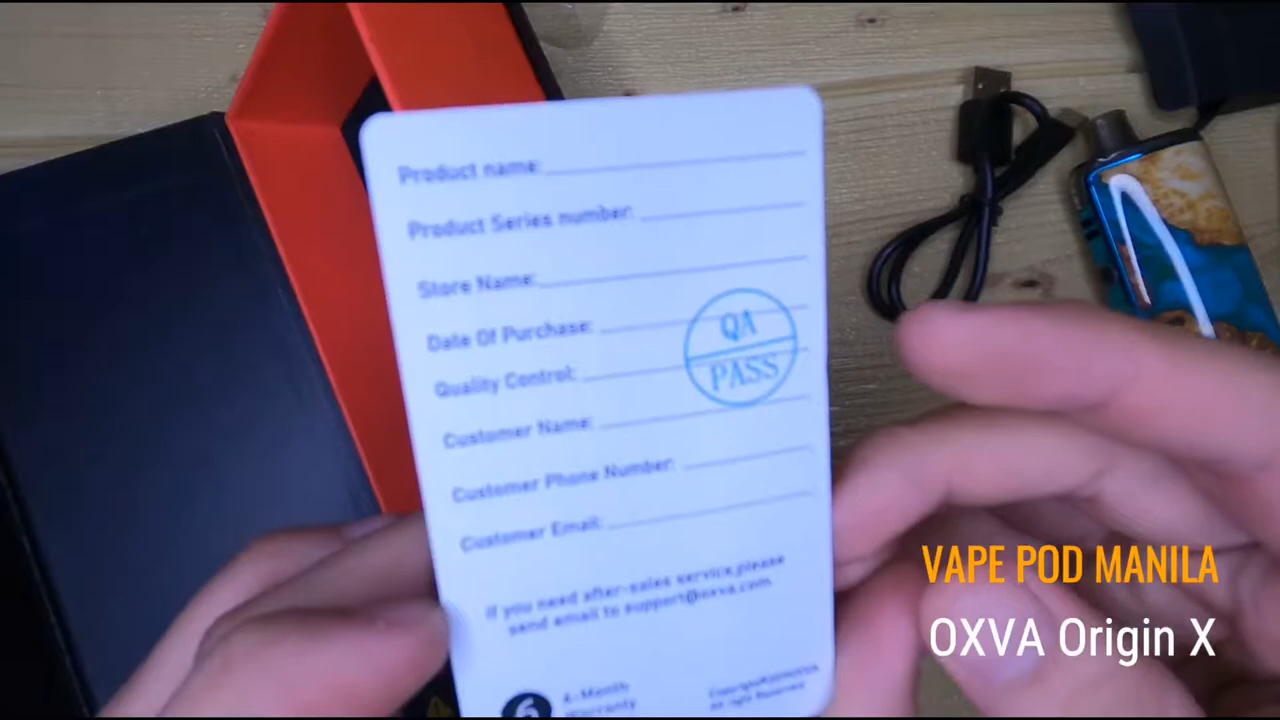 Product name:
Product Series number:
Store Name:
Date Of Purchase:
Quality Control:
Customer Name:
Customer Phone Number:
Customer Email:
QA
PASS
If you need after-sales service,please
send email to support@oxva.com
6
Warranty
VAPE POD MANILA
OXVA Origin X